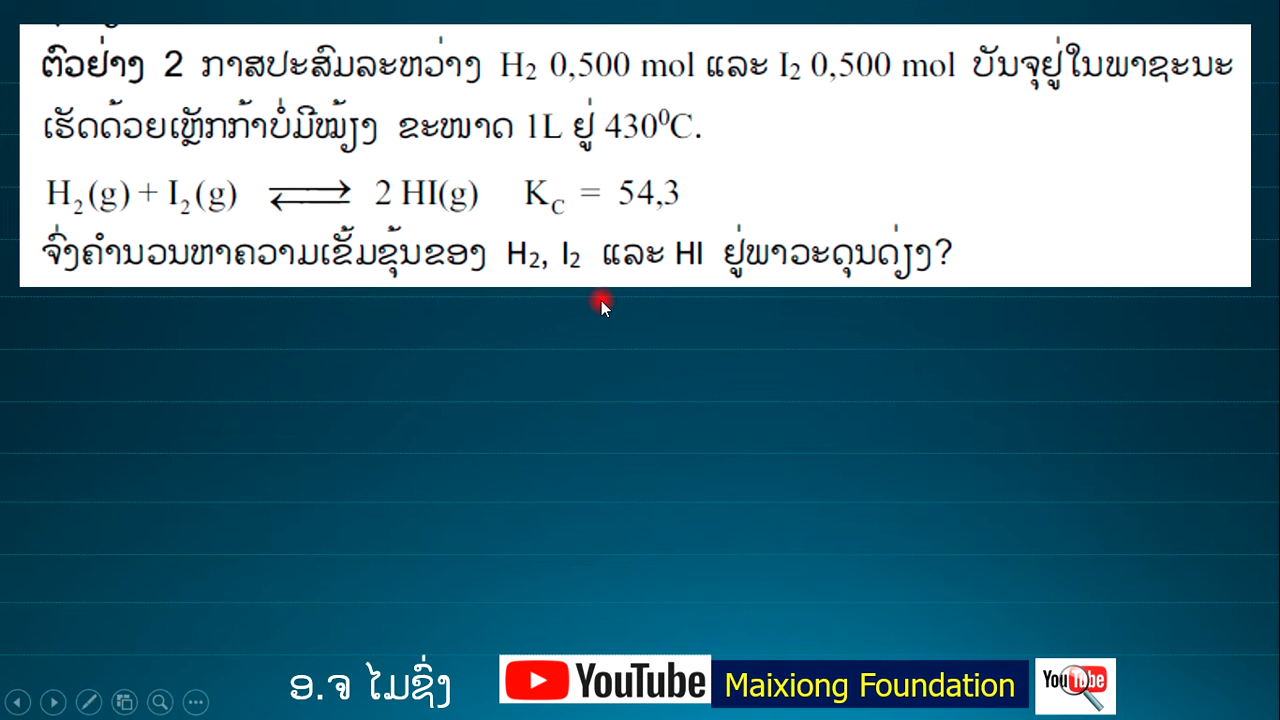 ຕົວຢ່າງ 2 ກາສປະສົມລະຫວ່າງ H₂ 0,500 mol ແລະ I₂ 0,500 mol ບັນຈຸຢູ່ໃນພາຊະນະ
ເຮັດດ້ວຍເຫຼັກກ້າບໍ່ມີໝ້ຽງ ຂະໜາດ 1L ຢູ່ 430⁰C.
H₂(g) + I₂(g) ⇌ 2 HI(g) K_C = 54,3
ຈົ່ງຄຳນວນຫາຄວາມເຂັ້ມຂຸ້ນຂອງ H₂, I₂ ແລະ HI ຢູ່ພາວະດຸນດ່ຽງ?
ອ.ຈ ໄມຊົ່ງ YouTube Maixiong Foundation YouTube